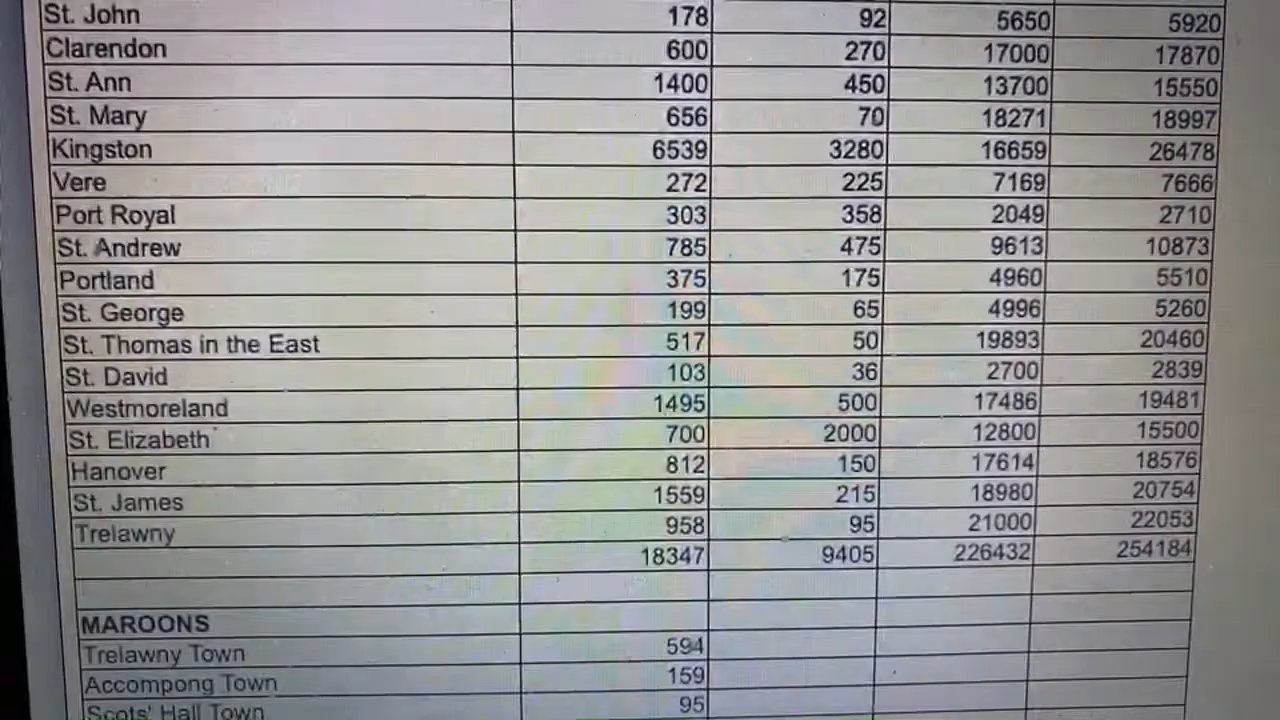 St. John 178 92 5650 5920
Clarendon 600 270 17000 17870
St. Ann 1400 450 13700 15550
St. Mary 656 70 18271 18997
Kingston 6539 3280 16659 26478
Vere 272 225 7169 7666
Port Royal 303 358 2049 2710
St. Andrew 785 475 9613 10873
Portland 375 175 4960 5510
St. George 199 65 4996 5260
St. Thomas in the East 517 50 19893 20460
St. David 103 36 2700 2839
Westmoreland 1495 500 17486 19481
St. Elizabeth 700 2000 12800 15500
Hanover 812 150 17614 18576
St. James 1559 215 18980 20754
Trelawny 958 95 21000 22053
18347 9405 226432 254184
MAROONS
Trelawny Town 594
Accompong Town 159
Scots' Hall Town 95